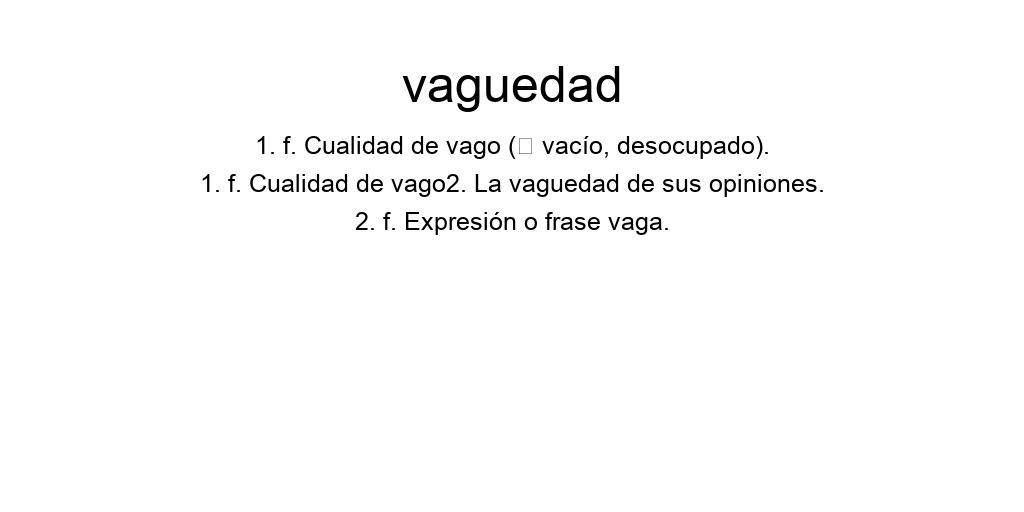 vaguedad
1. f. Cualidad de vago (□ vacío, desocupado).
1. f. Cualidad de vago2. La vaguedad de sus opiniones.
2. f. Expresión o frase vaga.